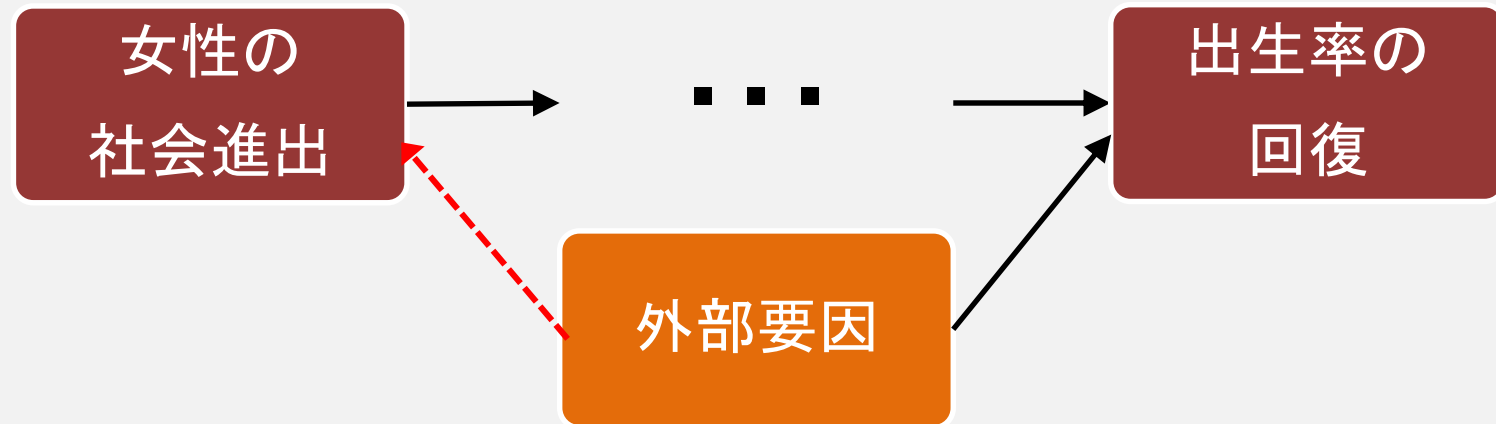 女性の
社会進出
…
出生率の
回復
外部要因